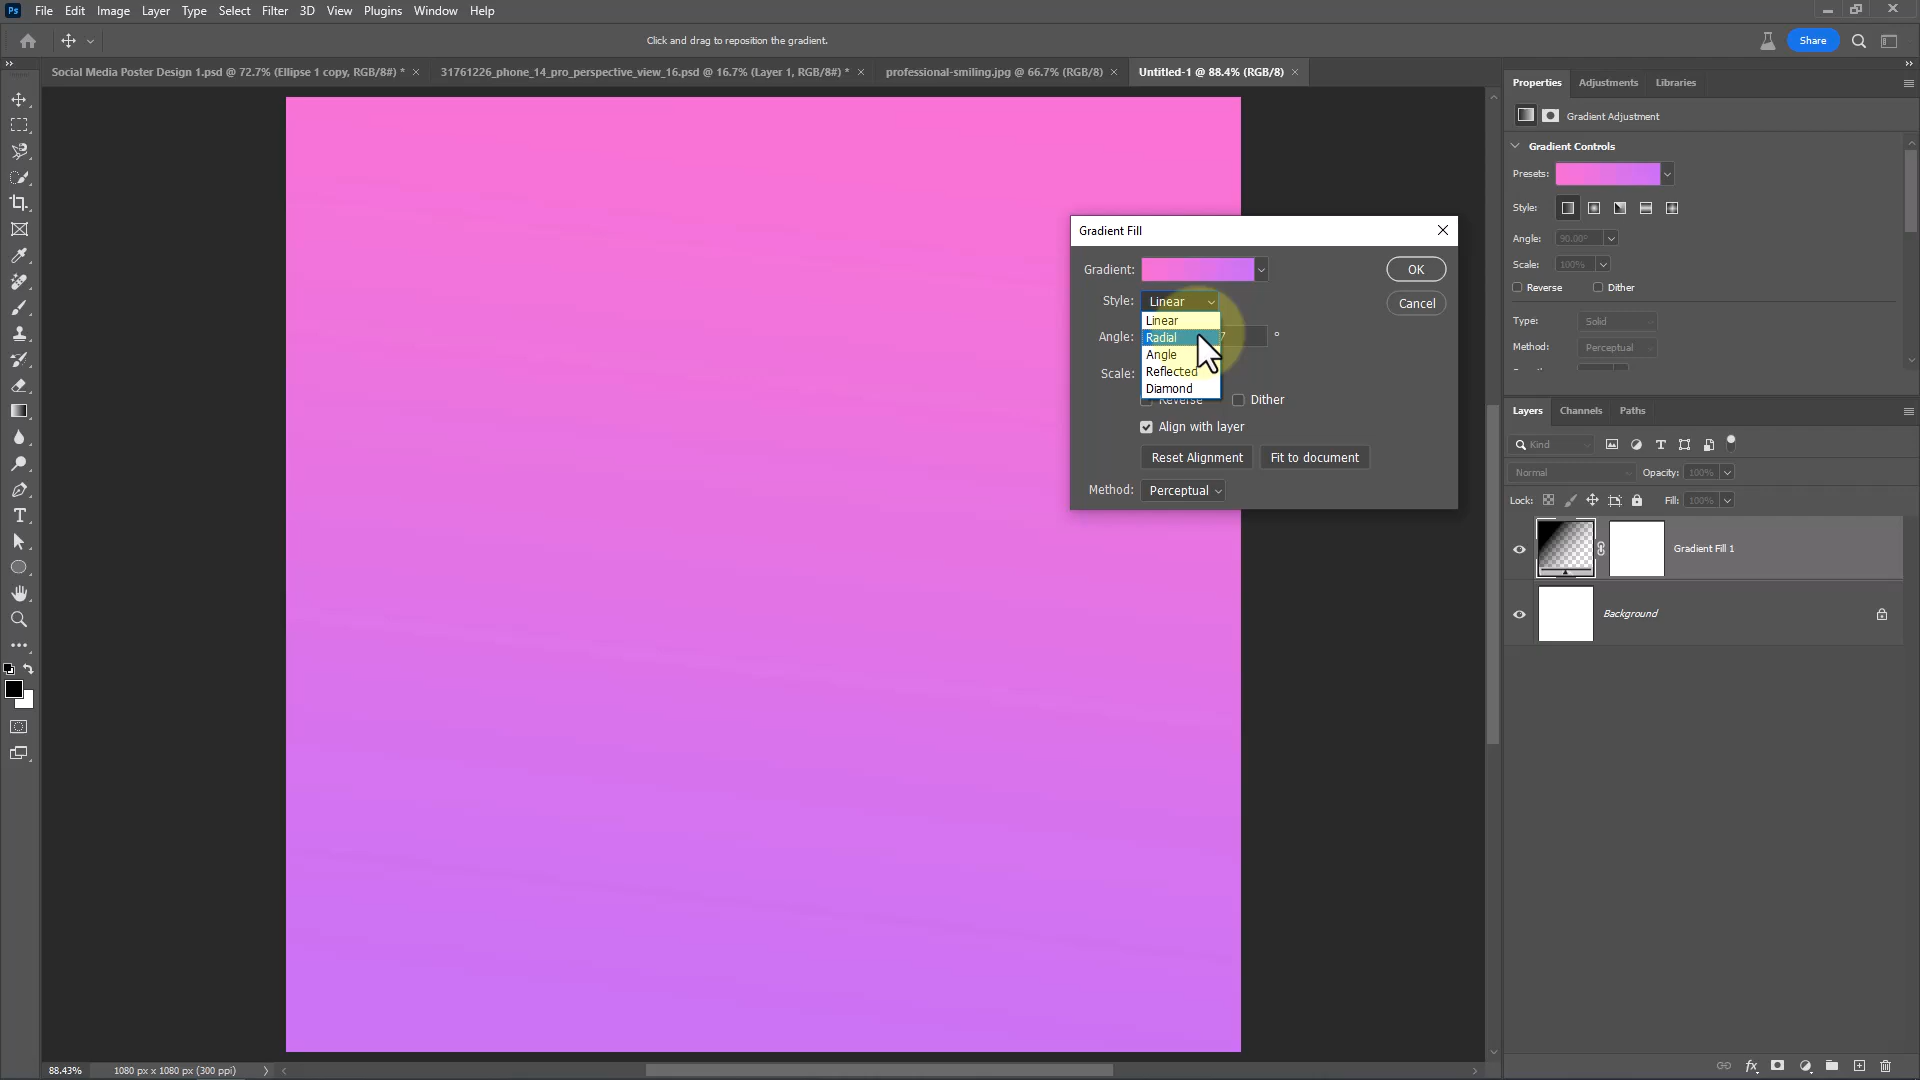 Ps File Edit Image Layer Type Select Filter 3D View Plugins Window Help
Click and drag to reposition the gradient.
Share
Social Media Poster Design 1.psd @ 72.7% (Ellipse 1 copy, RGB/8#) *
31761226_phone_14_pro_perspective_view_16.psd @ 16.7% (Layer 1, RGB/8#) *
professional-smiling.jpg @ 66.7% (RGB/8)
Untitled-1 @ 88.4% (RGB/8)
Gradient Fill
Gradient:
OK
Style: Linear
Cancel
Linear
Radial
Angle
Reflected
Diamond
Angle: 7 °
Scale:
Reverse Dither
Align with layer
Reset Alignment Fit to document
Method: Perceptual
Properties Adjustments Libraries
Gradient Adjustment
Gradient Controls
Presets:
Style:
Angle: 90.00°
Scale: 100%
Reverse Dither
Type: Solid
Method: Perceptual
Layers Channels Paths
Kind
Normal Opacity: 100%
Lock: Fill: 100%
Gradient Fill 1
Background
fx
88.43% 1080 px x 1080 px (300 ppi)